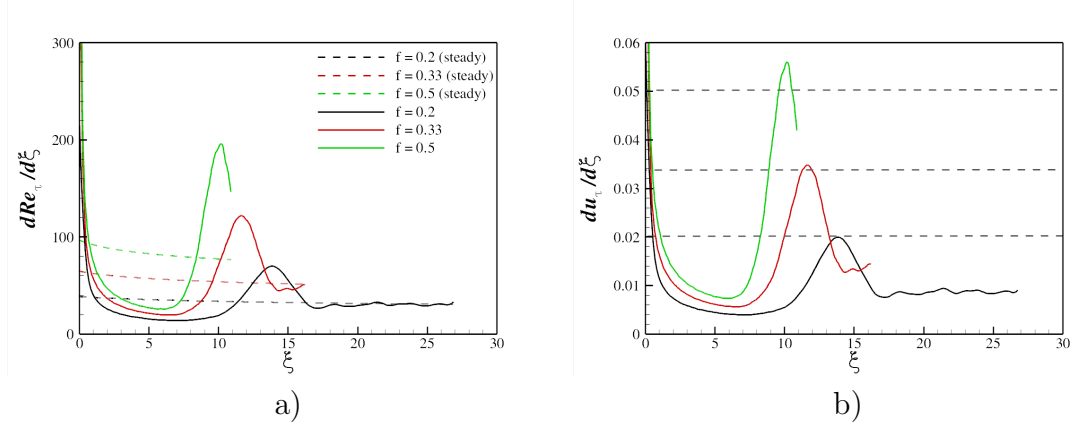 300
200
100
0
0
5
10
15
20
25
30
dRe_τ/dξ
ξ
f = 0.2 (steady)
f = 0.33 (steady)
f = 0.5 (steady)
f = 0.2
f = 0.33
f = 0.5
a)
0.06
0.05
0.04
0.03
0.02
0.01
0
0
5
10
15
20
25
30
du_τ/dξ
ξ
b)